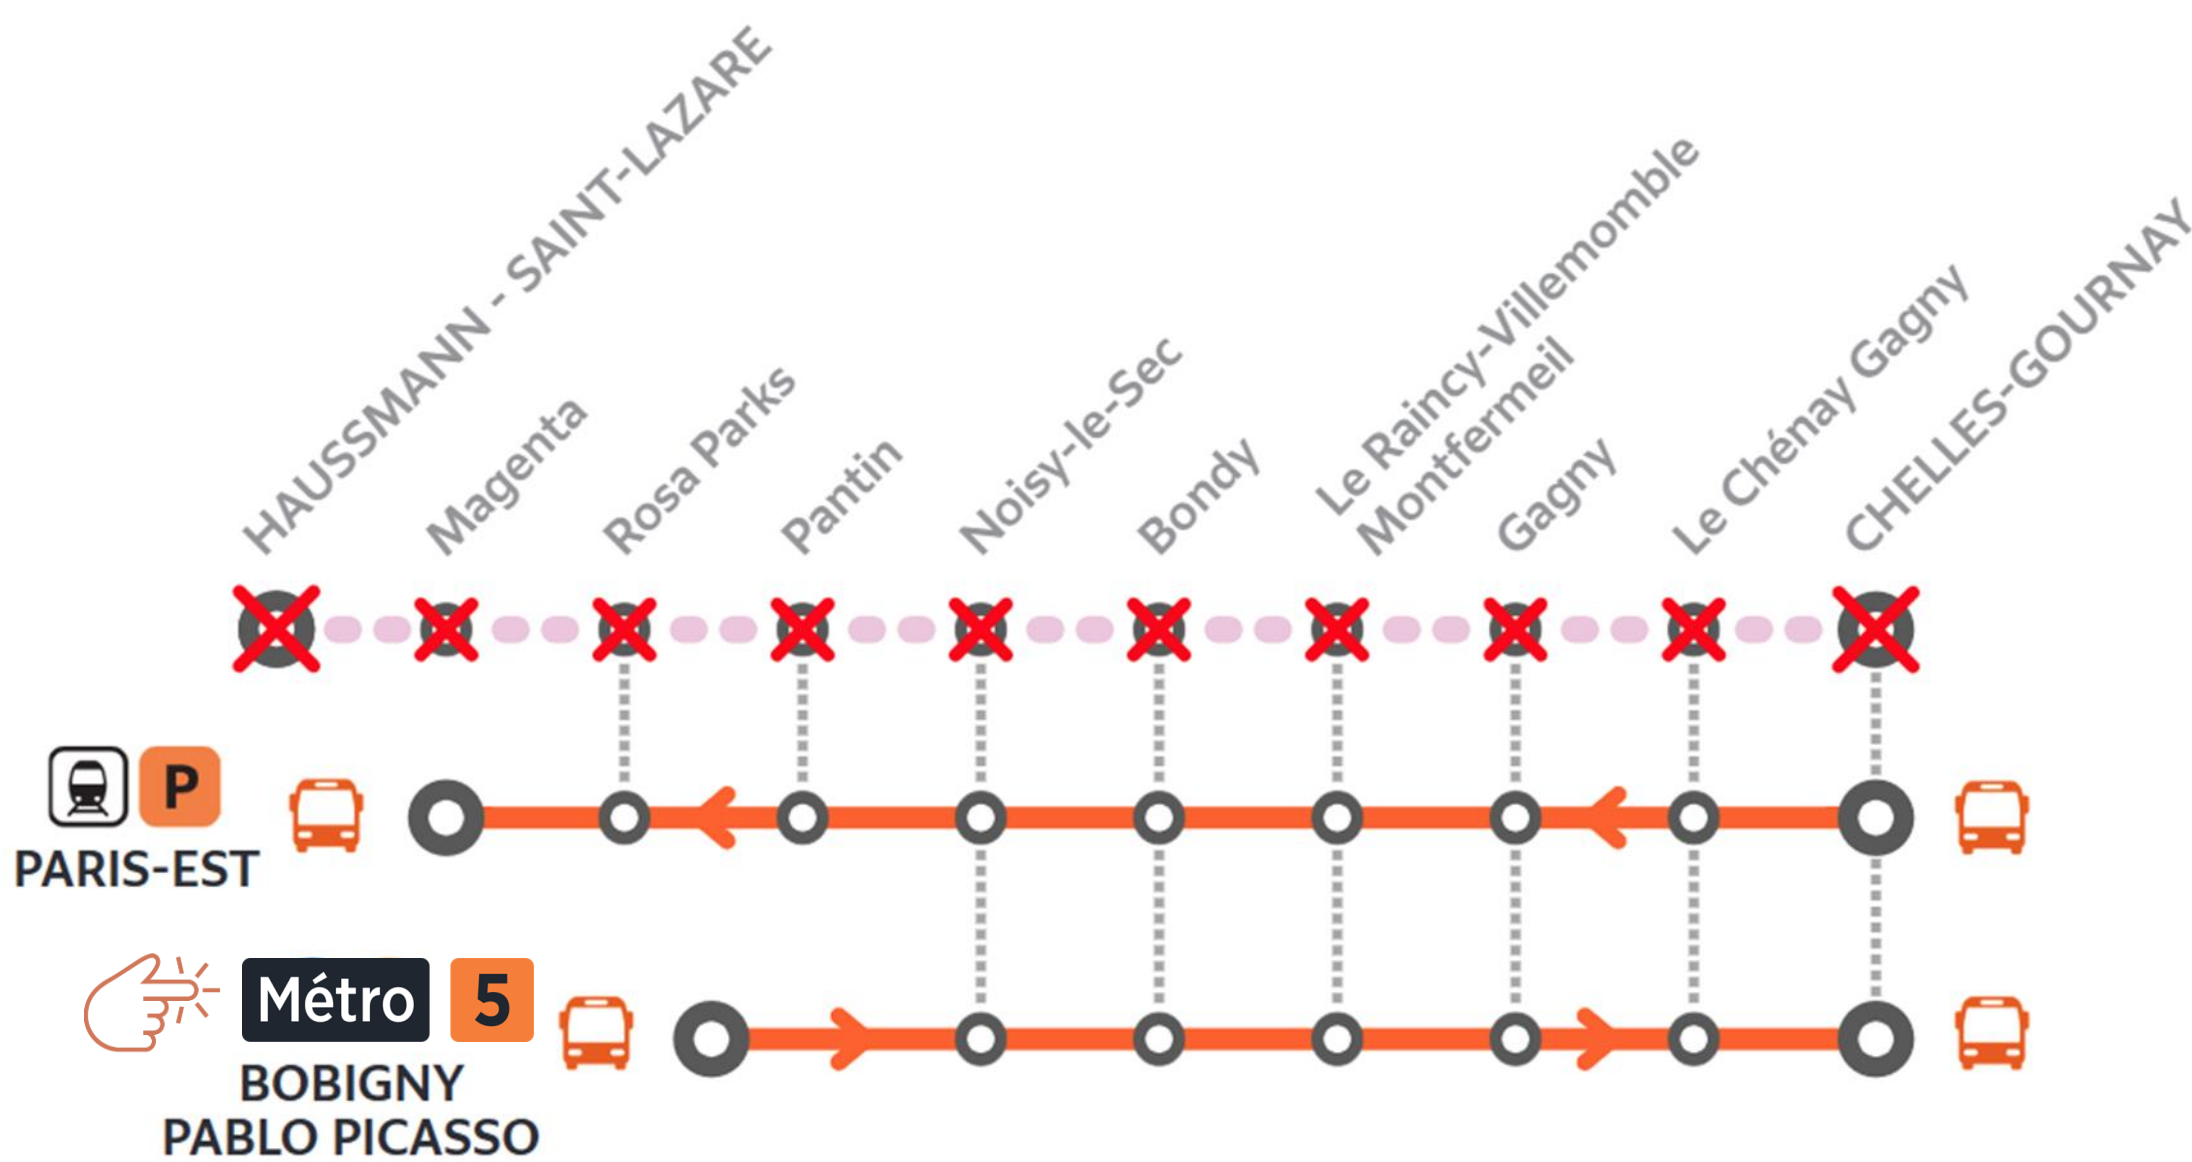 HAUSSMANN - SAINT-LAZARE
Magenta
Rosa Parks
Pantin
Noisy-le-Sec
Bondy
Le Raincy-Villemomble
Montfermeil
Gagny
Le Chénay Gagny
CHELLES-GOURNAY
P
PARIS-EST
Métro 5
BOBIGNY
PABLO PICASSO